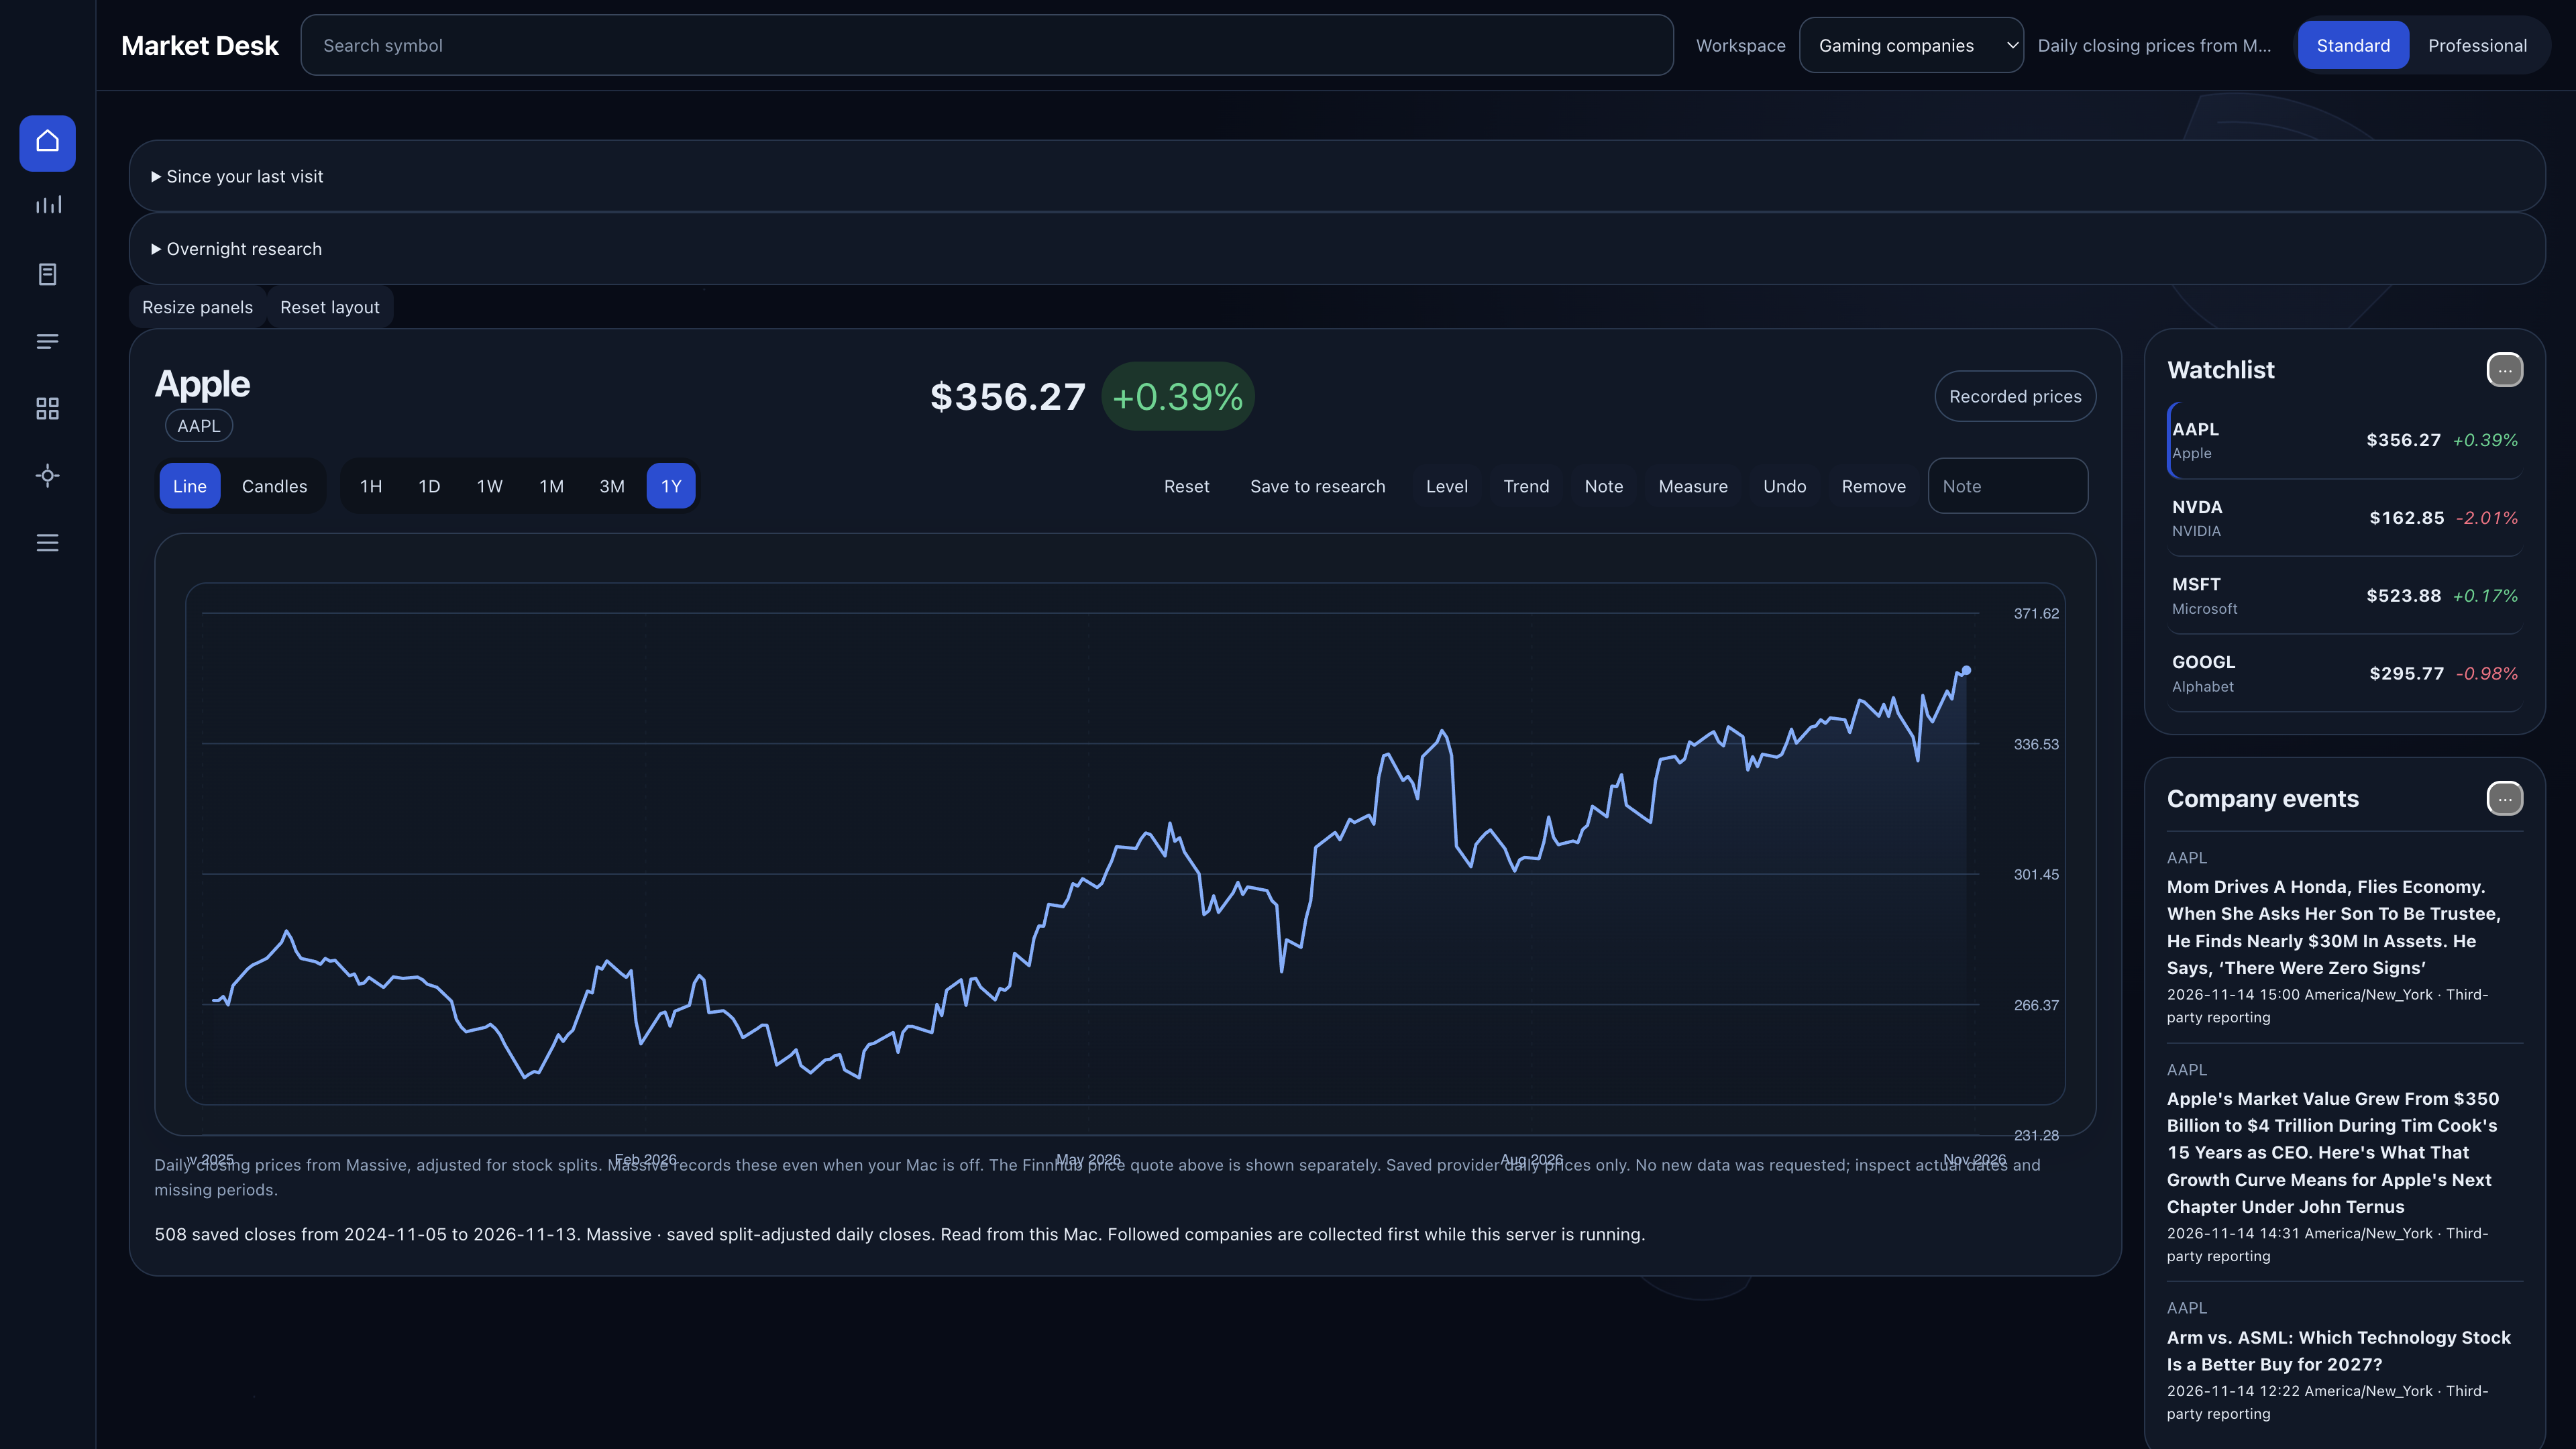 Market Desk
Search symbol
Workspace
Gaming companies
Daily closing prices from M...
Standard
Professional
Since your last visit
Overnight research
Resize panels
Reset layout
Apple
AAPL
$356.27
+0.39%
Recorded prices
Line
Candles
1H
1D
1W
1M
3M
1Y
Reset
Save to research
Level
Trend
Note
Measure
Undo
Remove
Note
371.62
336.53
301.45
266.37
231.28
v 2025
Feb 2026
May 2026
Aug 2026
Nov 2026
Daily closing prices from Massive, adjusted for stock splits. Massive records these even when your Mac is off. The Finnhub price quote above is shown separately. Saved provider daily prices only. No new data was requested; inspect actual dates and
missing periods.
508 saved closes from 2024-11-05 to 2026-11-13. Massive · saved split-adjusted daily closes. Read from this Mac. Followed companies are collected first while this server is running.
Watchlist
...
AAPL
Apple
$356.27 +0.39%
NVDA
NVIDIA
$162.85 -2.01%
MSFT
Microsoft
$523.88 +0.17%
GOOGL
Alphabet
$295.77 -0.98%
Company events
...
AAPL
Mom Drives A Honda, Flies Economy.
When She Asks Her Son To Be Trustee,
He Finds Nearly $30M In Assets. He
Says, ‘There Were Zero Signs’
2026-11-14 15:00 America/New_York · Third-
party reporting
AAPL
Apple's Market Value Grew From $350
Billion to $4 Trillion During Tim Cook's
15 Years as CEO. Here's What That
Growth Curve Means for Apple's Next
Chapter Under John Ternus
2026-11-14 14:31 America/New_York · Third-
party reporting
AAPL
Arm vs. ASML: Which Technology Stock
Is a Better Buy for 2027?
2026-11-14 12:22 America/New_York · Third-
party reporting